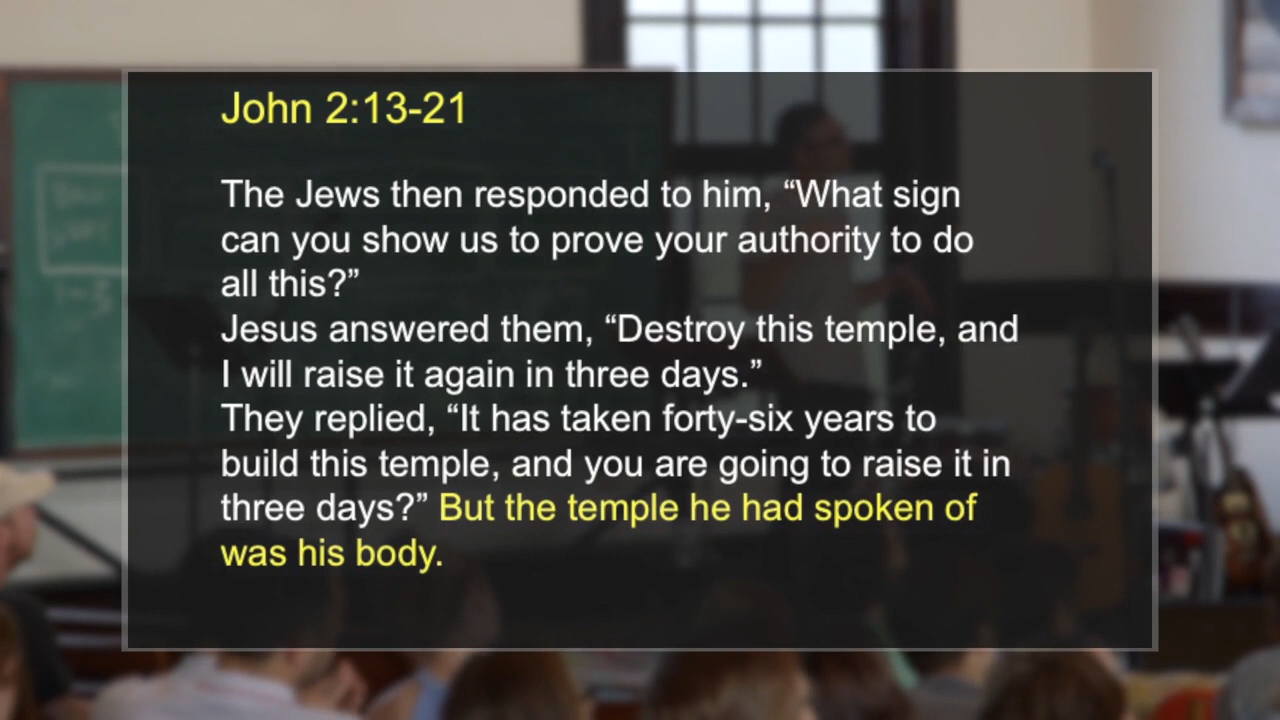 John 2:13-21
The Jews then responded to him, “What sign
can you show us to prove your authority to do
all this?”
Jesus answered them, “Destroy this temple, and
I will raise it again in three days.”
They replied, “It has taken forty-six years to
build this temple, and you are going to raise it in
three days?” But the temple he had spoken of
was his body.